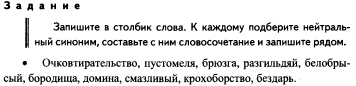 Задание
Запишите в столбик слова. К каждому подберите нейтраль-
ный синоним, составьте с ним словосочетание и запишите рядом.
• Очковтирательство, пустомеля, брюзга, разгильдяй, белобры-
сый, бородища, домина, смазливый, крохоборство, бездарь.